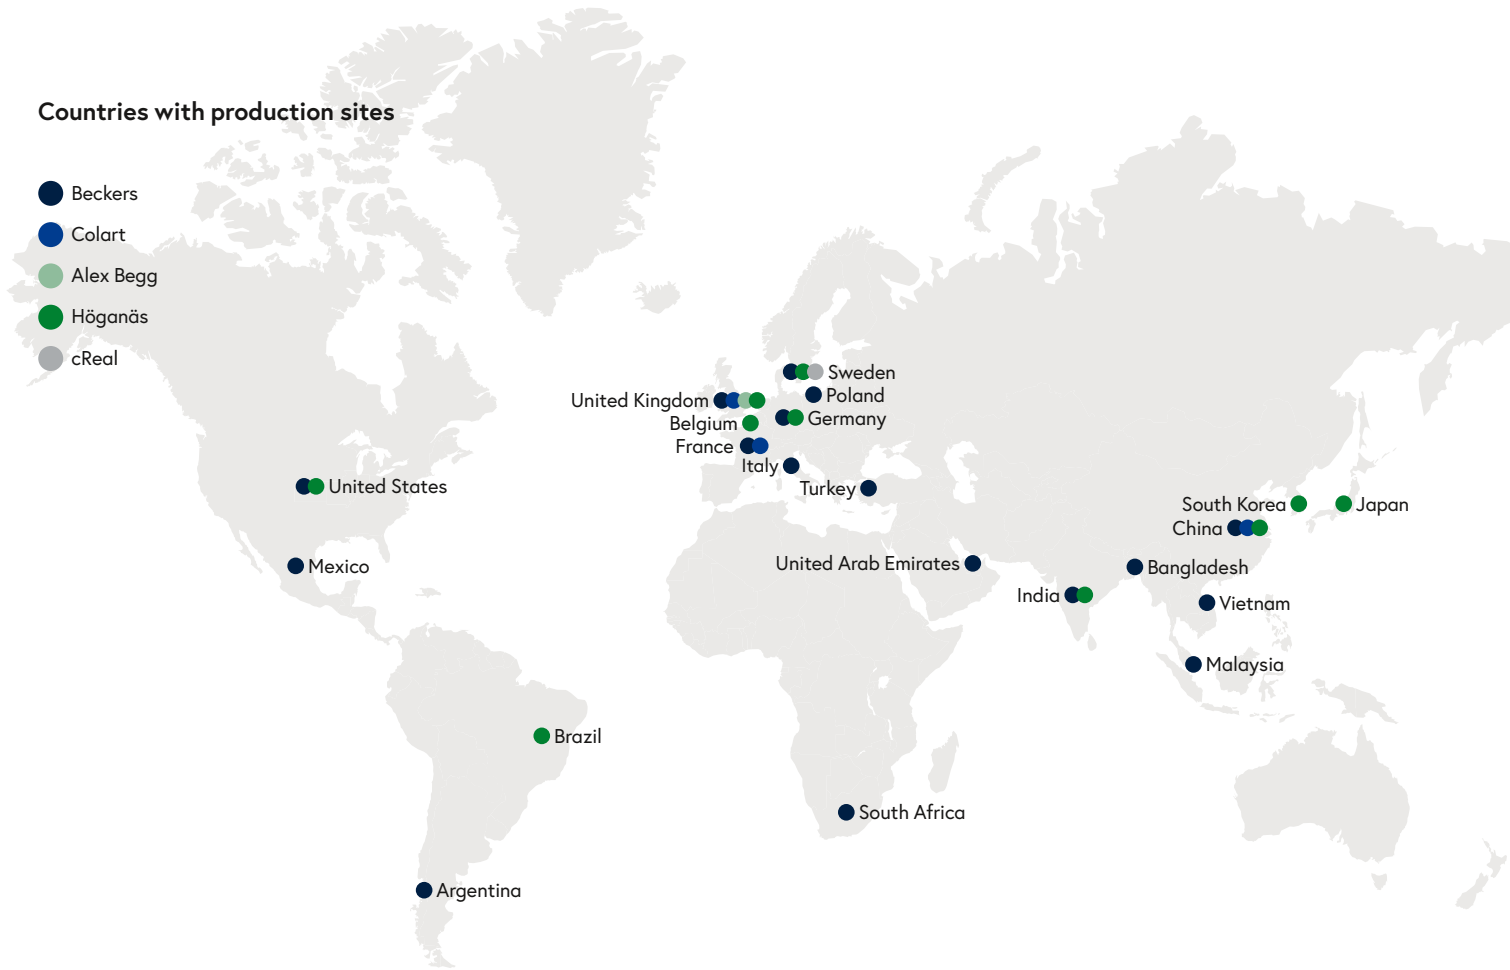 Countries with production sites
Beckers
Colart
Alex Begg
Höganäs
cReal
Sweden
Poland
United Kingdom
Belgium
Germany
France
Italy
Turkey
United States
Mexico
South Korea
Japan
China
United Arab Emirates
Bangladesh
India
Vietnam
Malaysia
Brazil
South Africa
Argentina